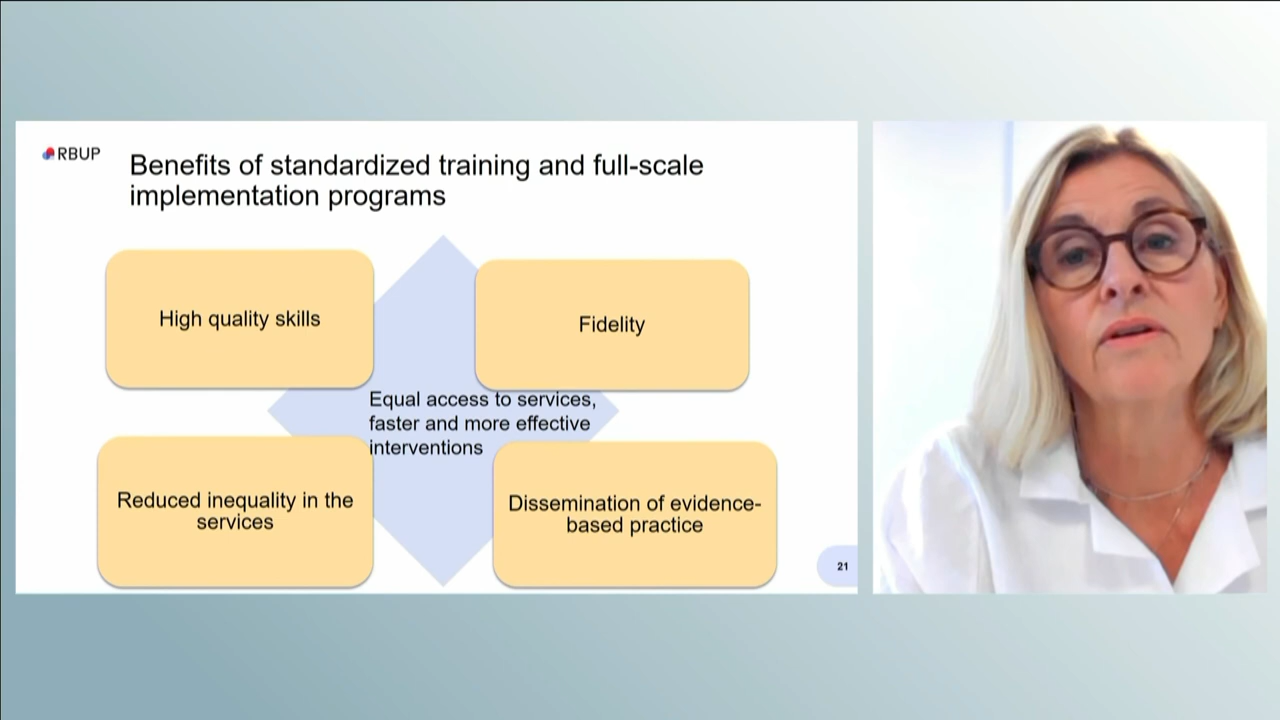 RBUP
Benefits of standardized training and full-scale
implementation programs
High quality skills
Fidelity
Equal access to services,
faster and more effective
interventions
Reduced inequality in the
services
Dissemination of evidence-
based practice
21